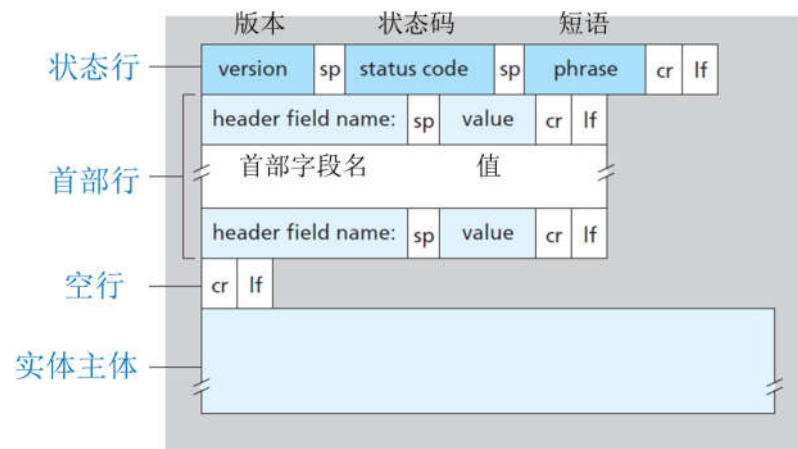 版本 状态码 短语
状态行 version sp status code sp phrase cr lf
header field name: sp value cr lf
首部字段名 值
首部行
header field name: sp value cr lf
空行 cr lf
实体主体